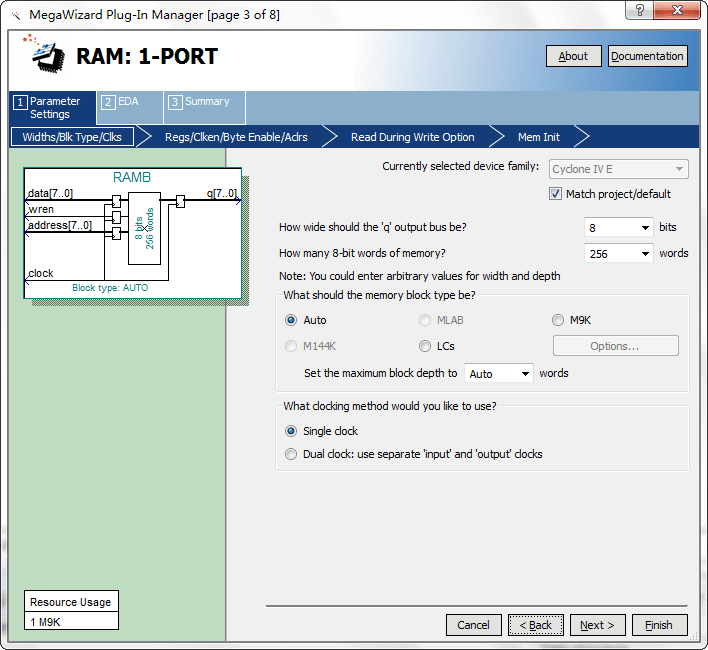 MegaWizard Plug-In Manager [page 3 of 8]
?
RAM: 1-PORT
About
Documentation
1 Parameter Settings
2 EDA
3 Summary
Widths/Blk Type/Clks
Regs/Clken/Byte Enable/Aclrs
Read During Write Option
Mem Init
RAMB
data[7..0]
q[7..0]
wren
address[7..0]
8 bits
256 words
clock
Block type: AUTO
Currently selected device family:
Cyclone IV E
Match project/default
How wide should the 'q' output bus be?
8
bits
How many 8-bit words of memory?
256
words
Note: You could enter arbitrary values for width and depth
What should the memory block type be?
Auto
MLAB
M9K
M144K
LCs
Options...
Set the maximum block depth to
Auto
words
What clocking method would you like to use?
Single clock
Dual clock: use separate 'input' and 'output' clocks
Resource Usage
1 M9K
Cancel
< Back
Next >
Finish